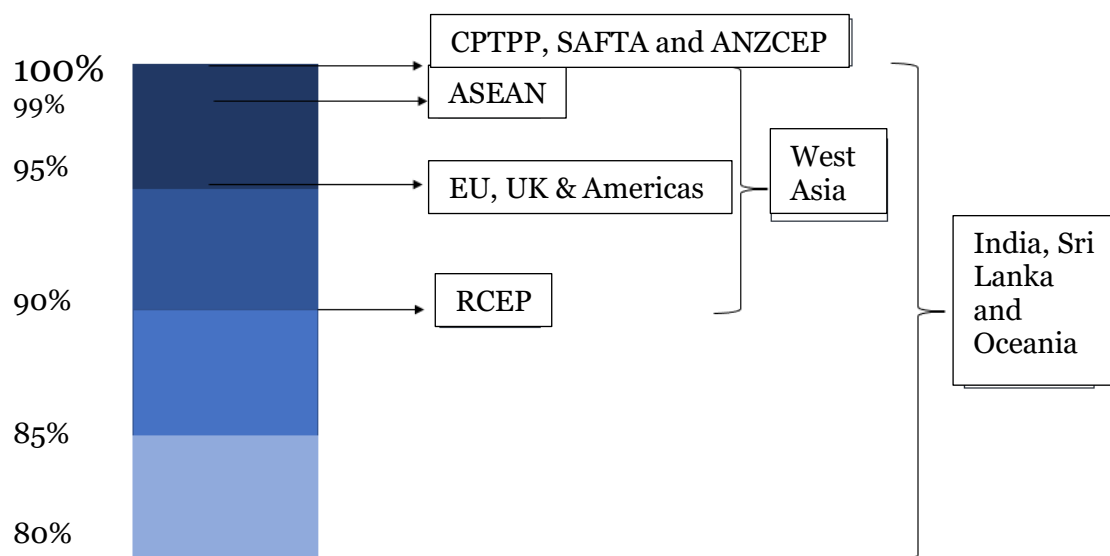 CPTPP, SAFTA and ANZCEP
100%
99%
ASEAN
95%
EU, UK & Americas
West
Asia
90%
RCEP
India, Sri
Lanka
and
Oceania
85%
80%